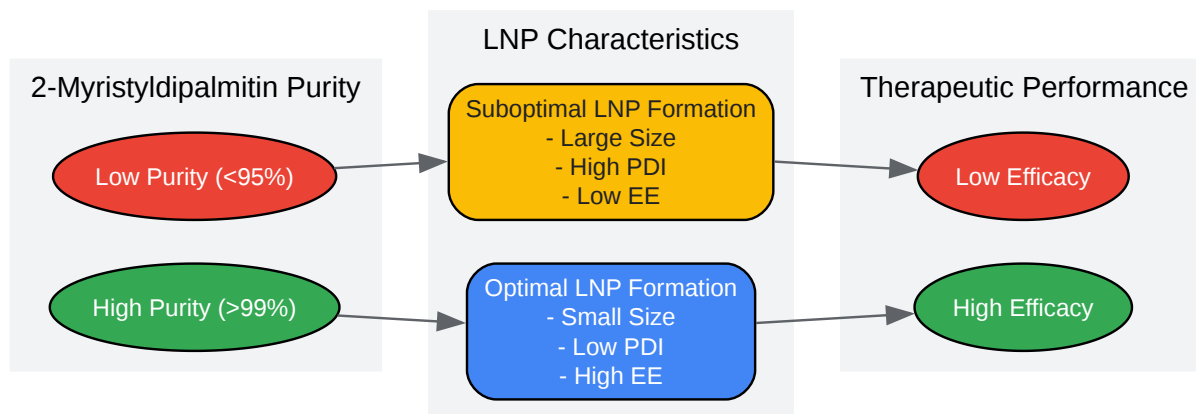 LNP Characteristics
2-Myristyldipalmitin Purity
Therapeutic Performance
Low Purity (<95%)
Suboptimal LNP Formation
- Large Size
- High PDI
- Low EE
Low Efficacy
High Purity (>99%)
Optimal LNP Formation
- Small Size
- Low PDI
- High EE
High Efficacy